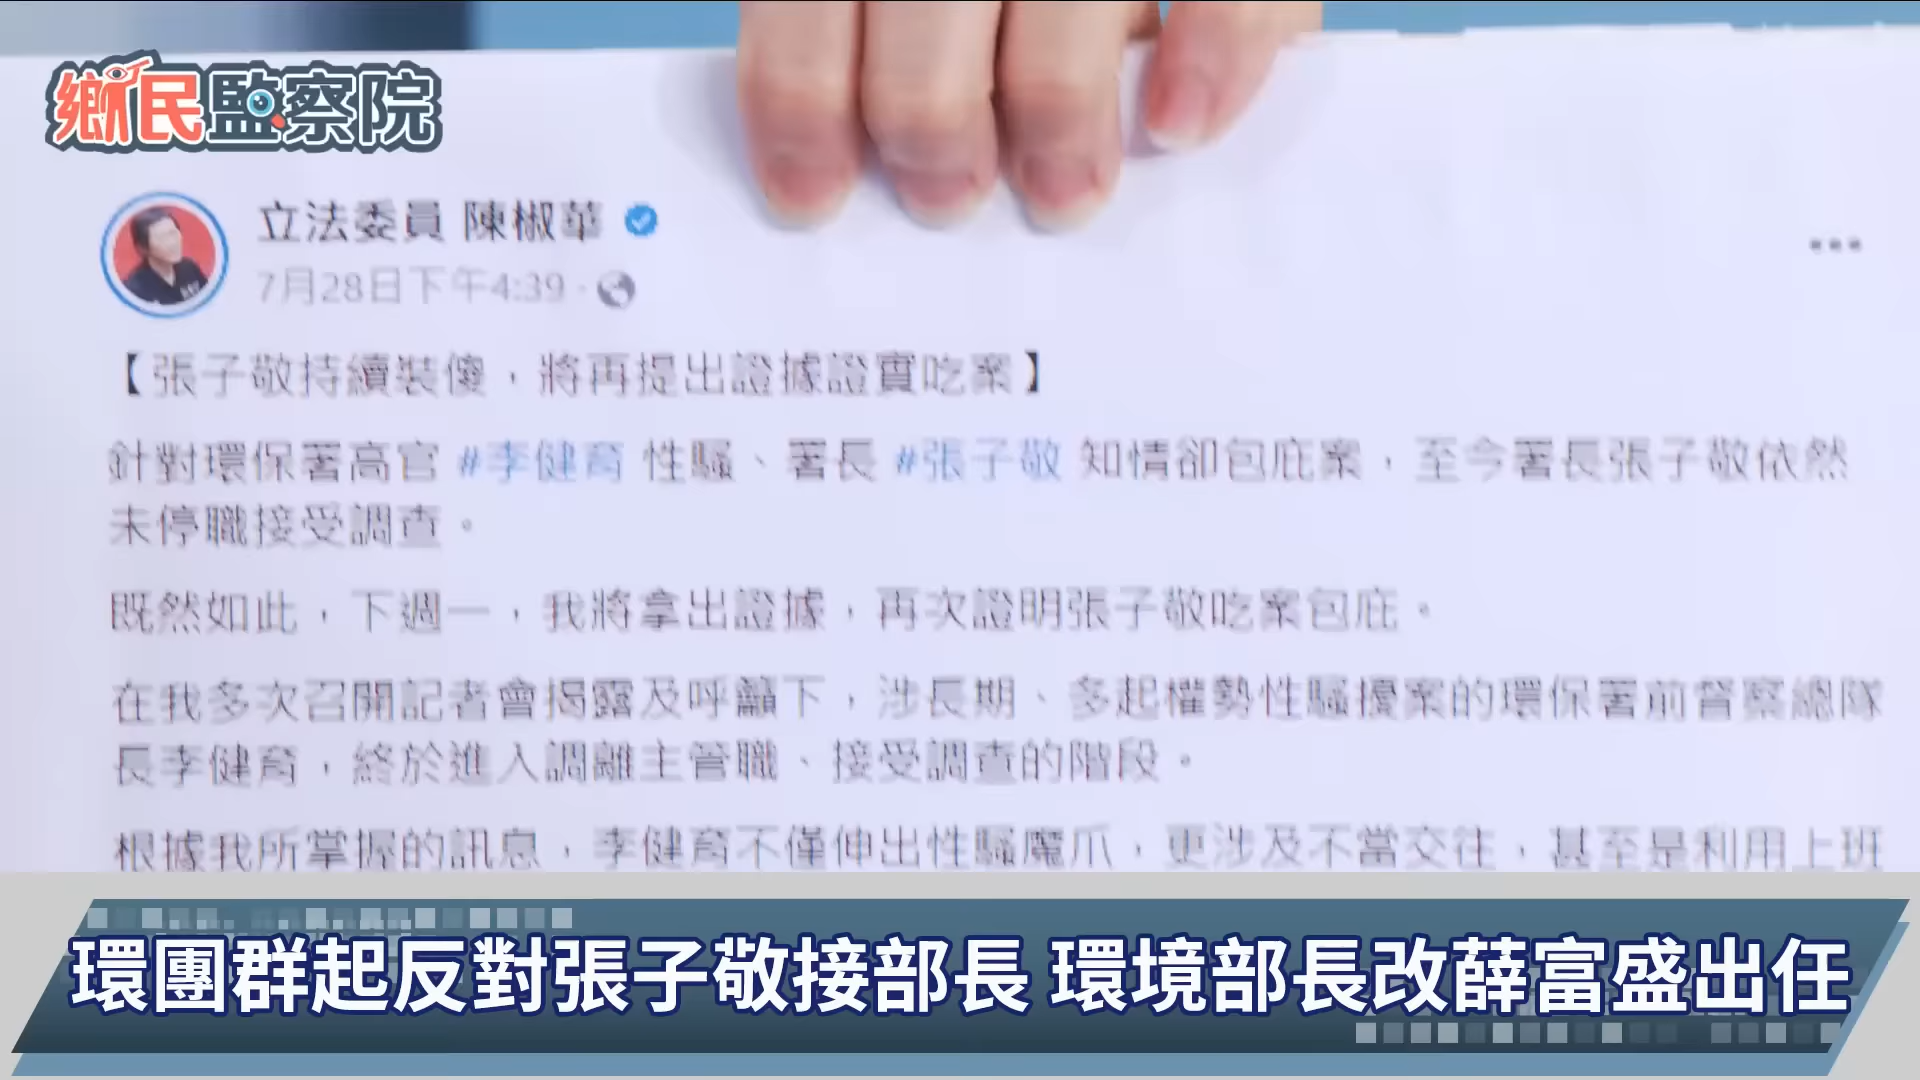 鄉民監察院
立法委員 陳椒華
7月28日下午4:39
【張子敬持續裝傻，將再提出證據證實吃案】
針對環保署高官 #李健育 性騷、署長 #張子敬 知情卻包庇案，至今署長張子敬依然
未停職接受調查。
既然如此，下週一，我將拿出證據，再次證明張子敬吃案包庇。
在我多次召開記者會揭露及呼籲下，涉長期、多起權勢性騷擾案的環保署前督察總隊
長李健育，終於進入調離主管職、接受調查的階段。
根據我所掌握的訊息，李健育不僅伸出性騷魔爪，更涉及不當交往，甚至是利用上班
環團群起反對張子敬接部長 環境部長改薛富盛出任